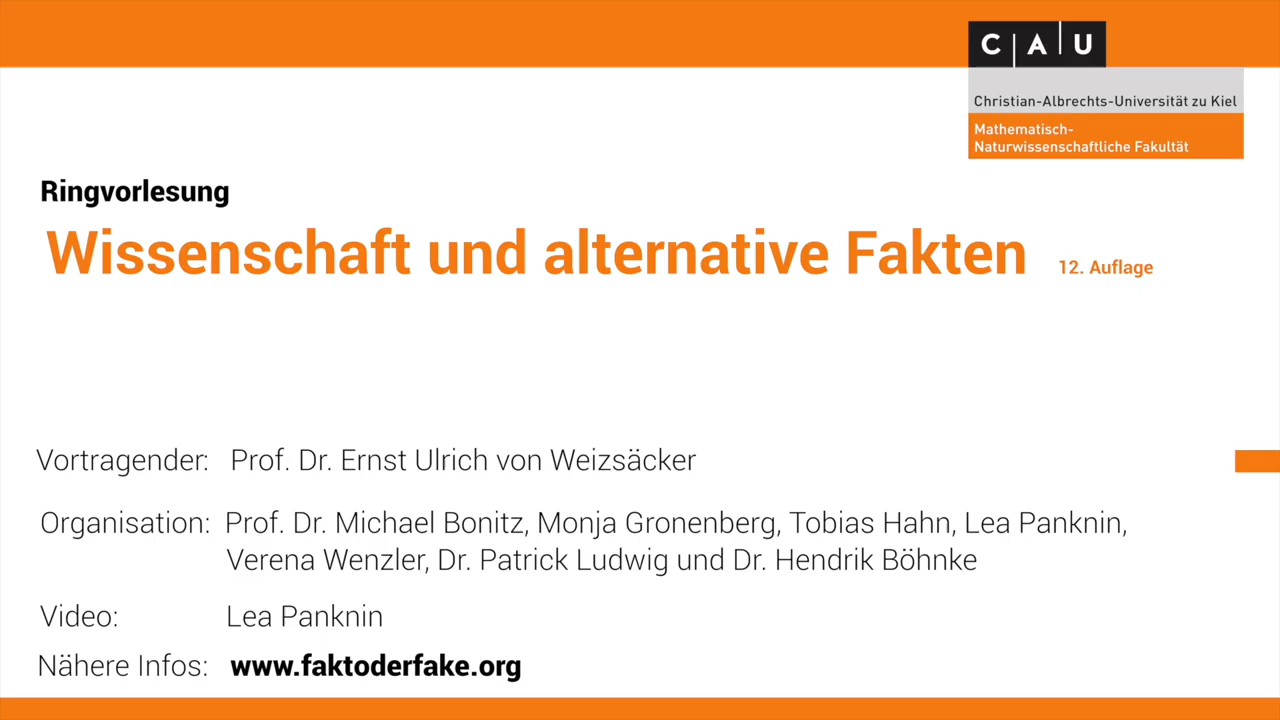 C A U
Christian-Albrechts-Universität zu Kiel
Mathematisch-
Naturwissenschaftliche Fakultät
Ringvorlesung
Wissenschaft und alternative Fakten 12. Auflage
Vortragender: Prof. Dr. Ernst Ulrich von Weizsäcker
Organisation: Prof. Dr. Michael Bonitz, Monja Gronenberg, Tobias Hahn, Lea Panknin,
Verena Wenzler, Dr. Patrick Ludwig und Dr. Hendrik Böhnke
Video: Lea Panknin
Nähere Infos: www.faktoderfake.org